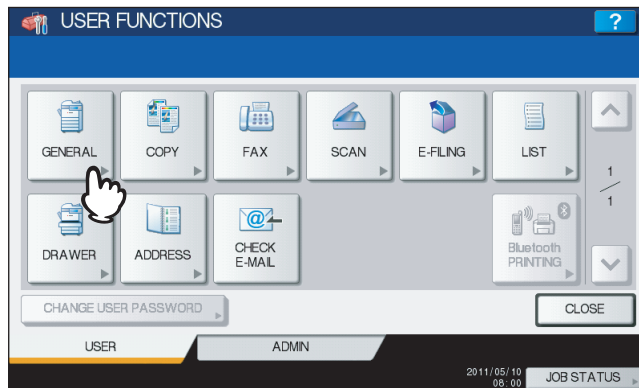 USER FUNCTIONS
?
GENERAL
COPY
FAX
SCAN
E-FILING
LIST
1
1
DRAWER
ADDRESS
@
CHECK
E-MAIL
Bluetooth
PRINTING
CHANGE USER PASSWORD
CLOSE
USER
ADMIN
2011/05/10
08:00
JOB STATUS